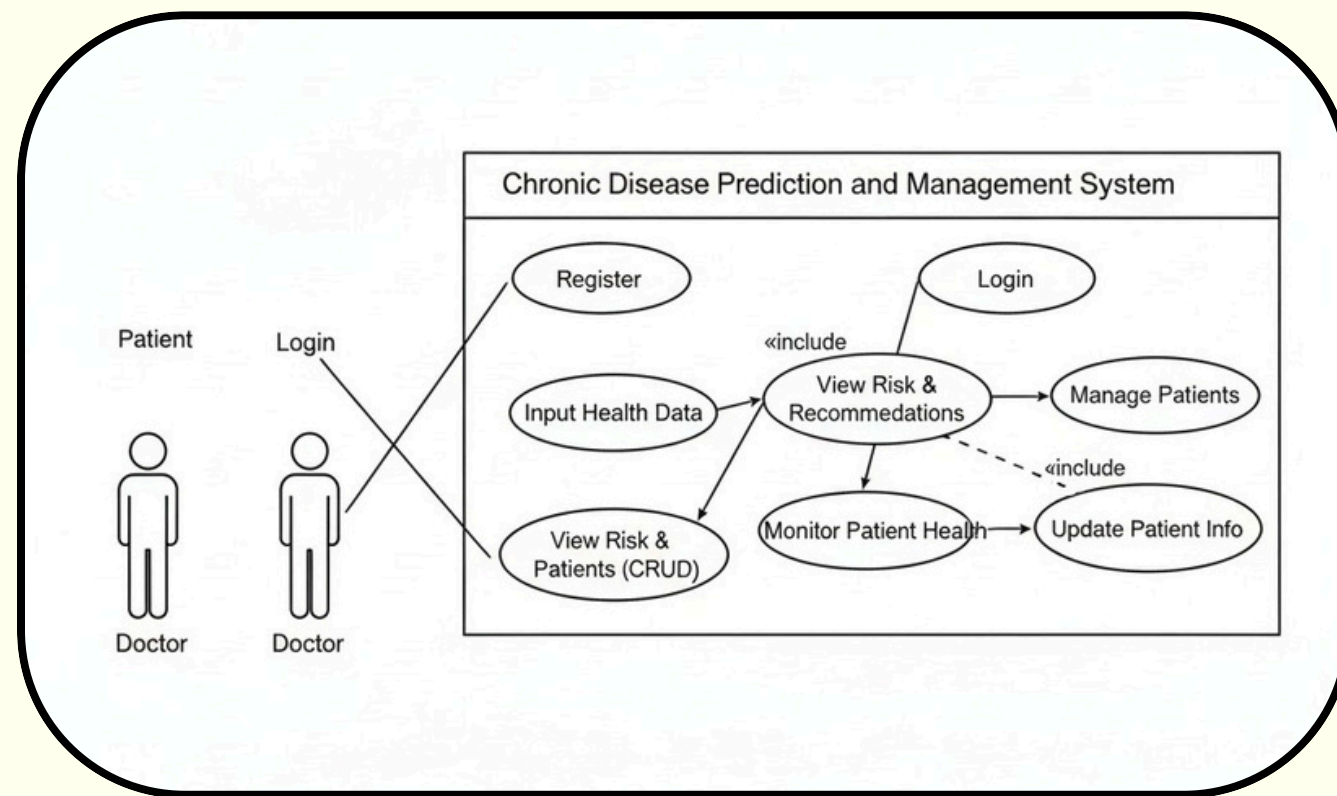 Chronic Disease Prediction and Management System
Register
Login
Patient
Login
«include
View Risk &
Recommedations
Manage Patients
Input Health Data
«include
View Risk &
Patients (CRUD)
Monitor Patient Health
Update Patient Info
Doctor
Doctor